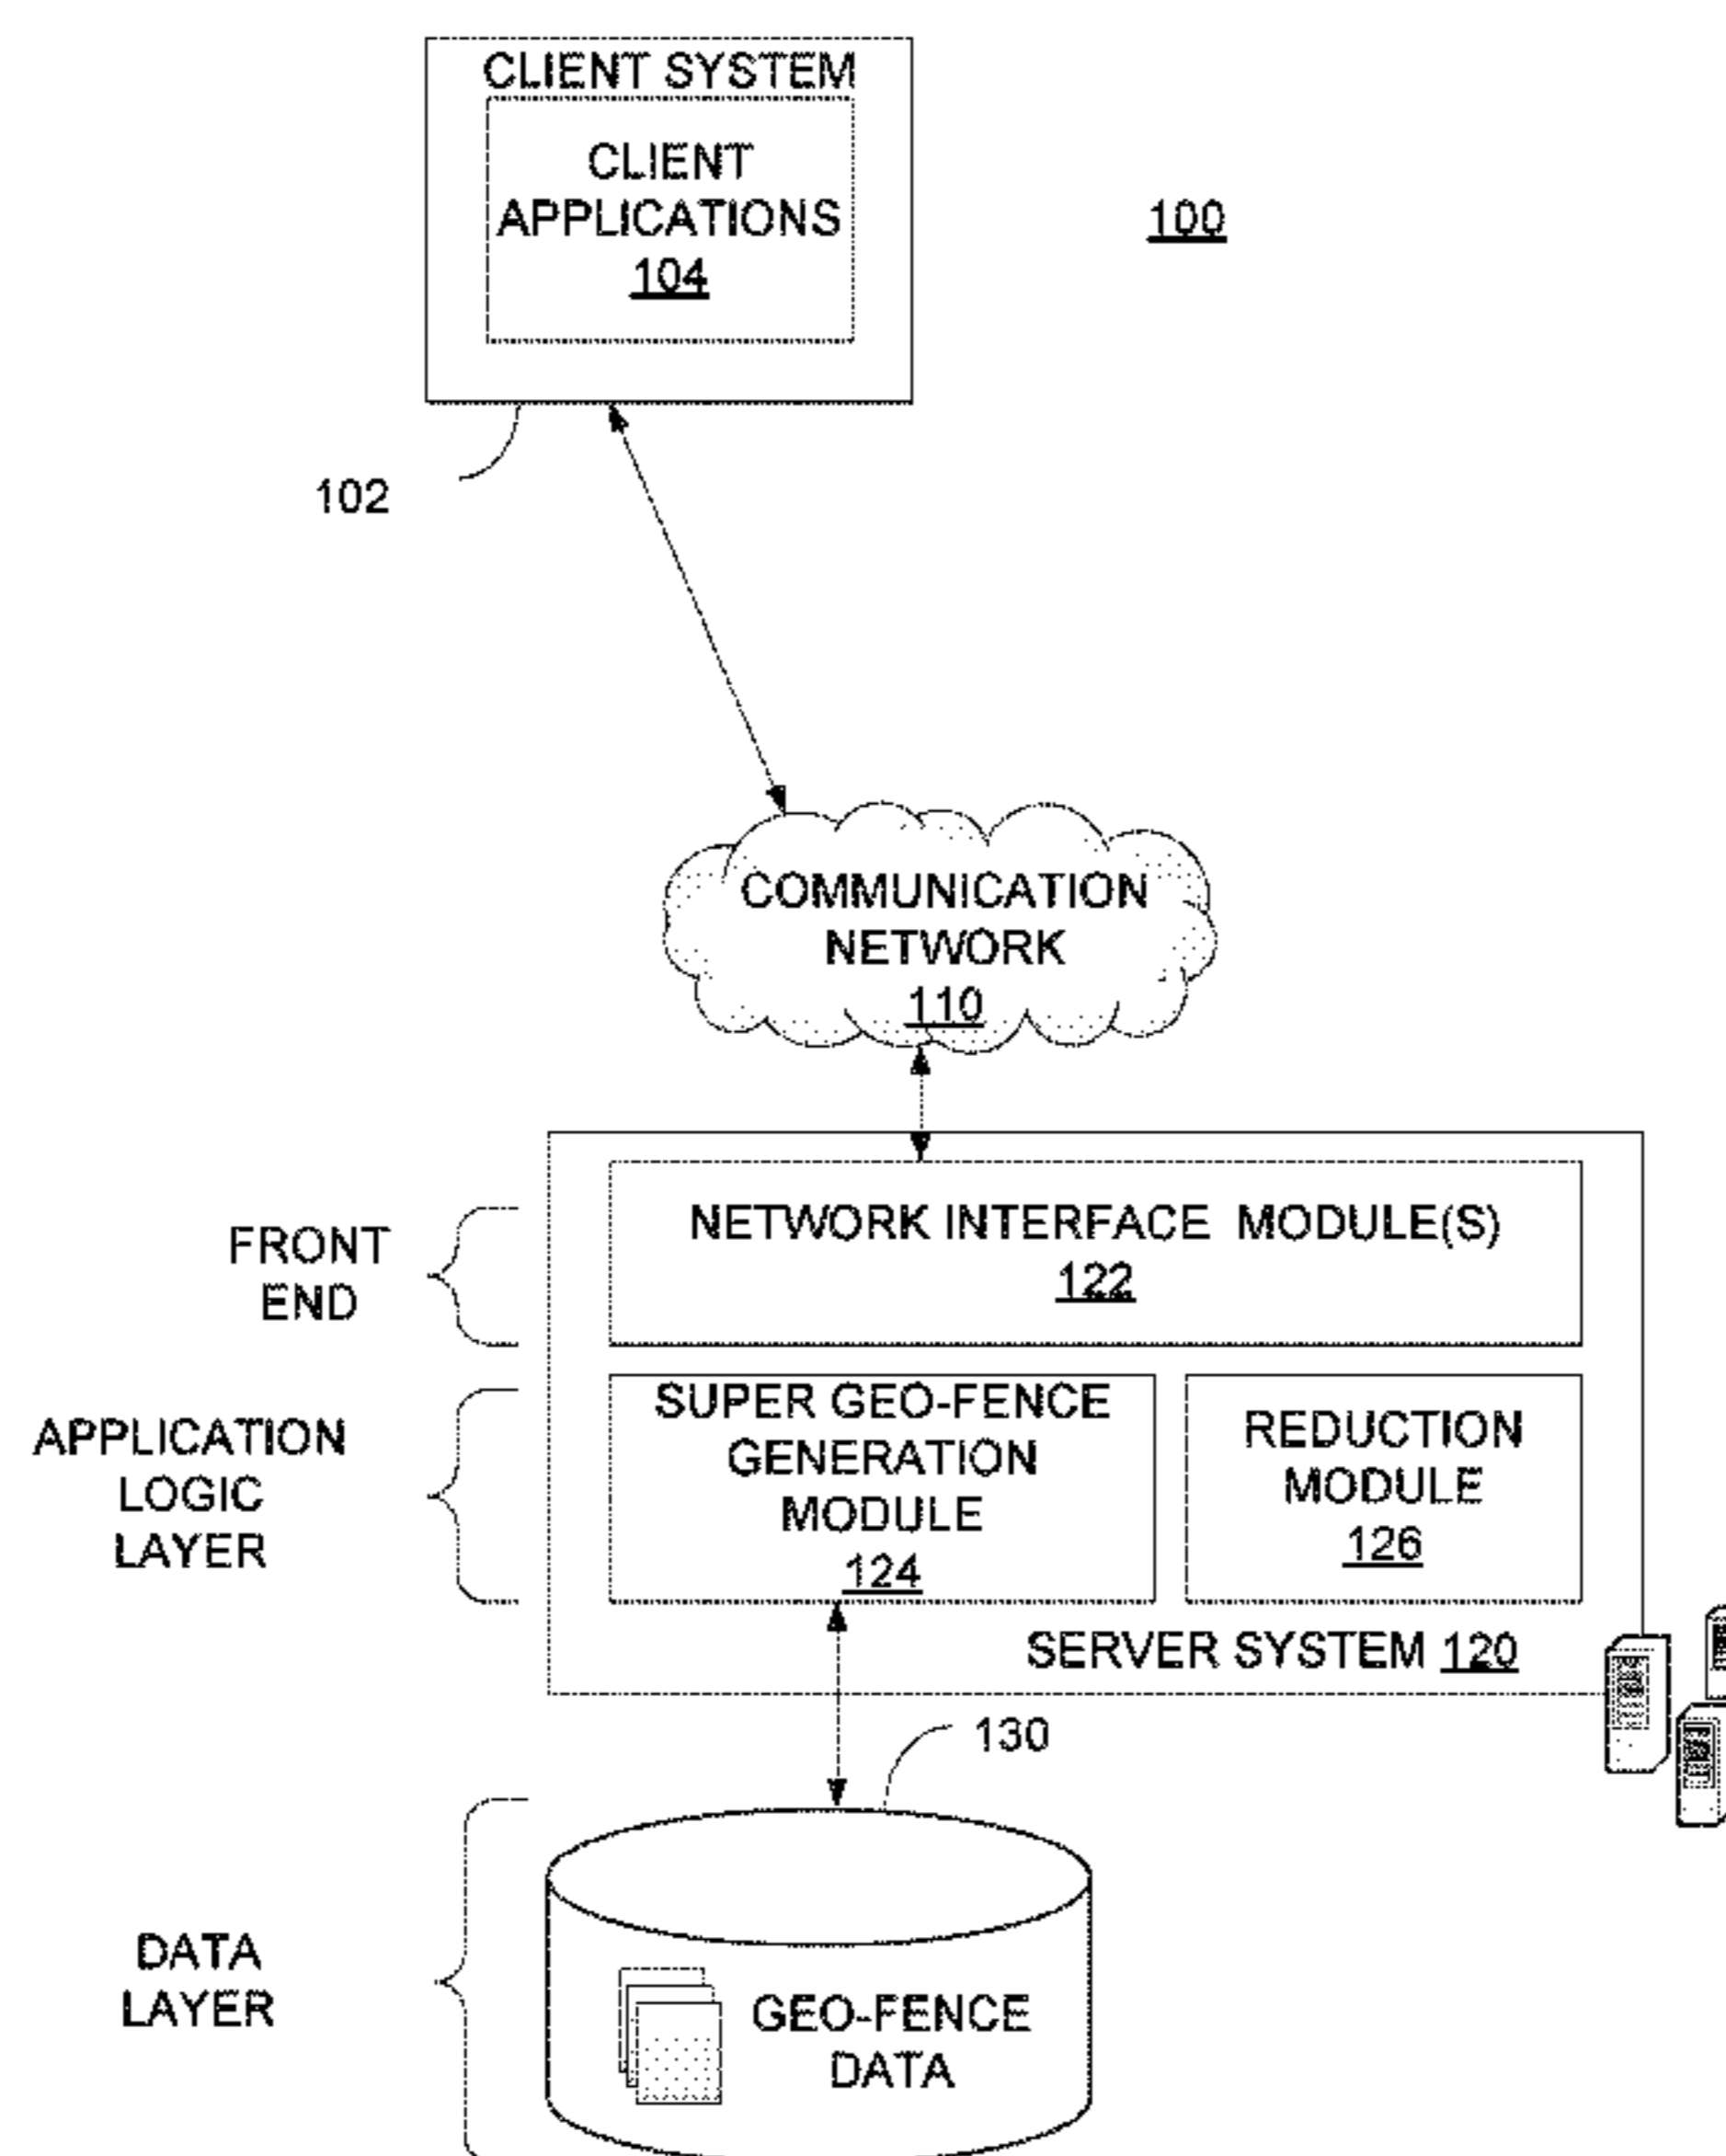 CLIENT SYSTEM
CLIENT
APPLICATIONS
104
100
102
COMMUNICATION
NETWORK
110
FRONT
END
NETWORK INTERFACE MODULE(S)
122
APPLICATION
LOGIC
LAYER
SUPER GEO-FENCE
GENERATION
MODULE
124
REDUCTION
MODULE
126
SERVER SYSTEM 120
130
DATA
LAYER
GEO-FENCE
DATA